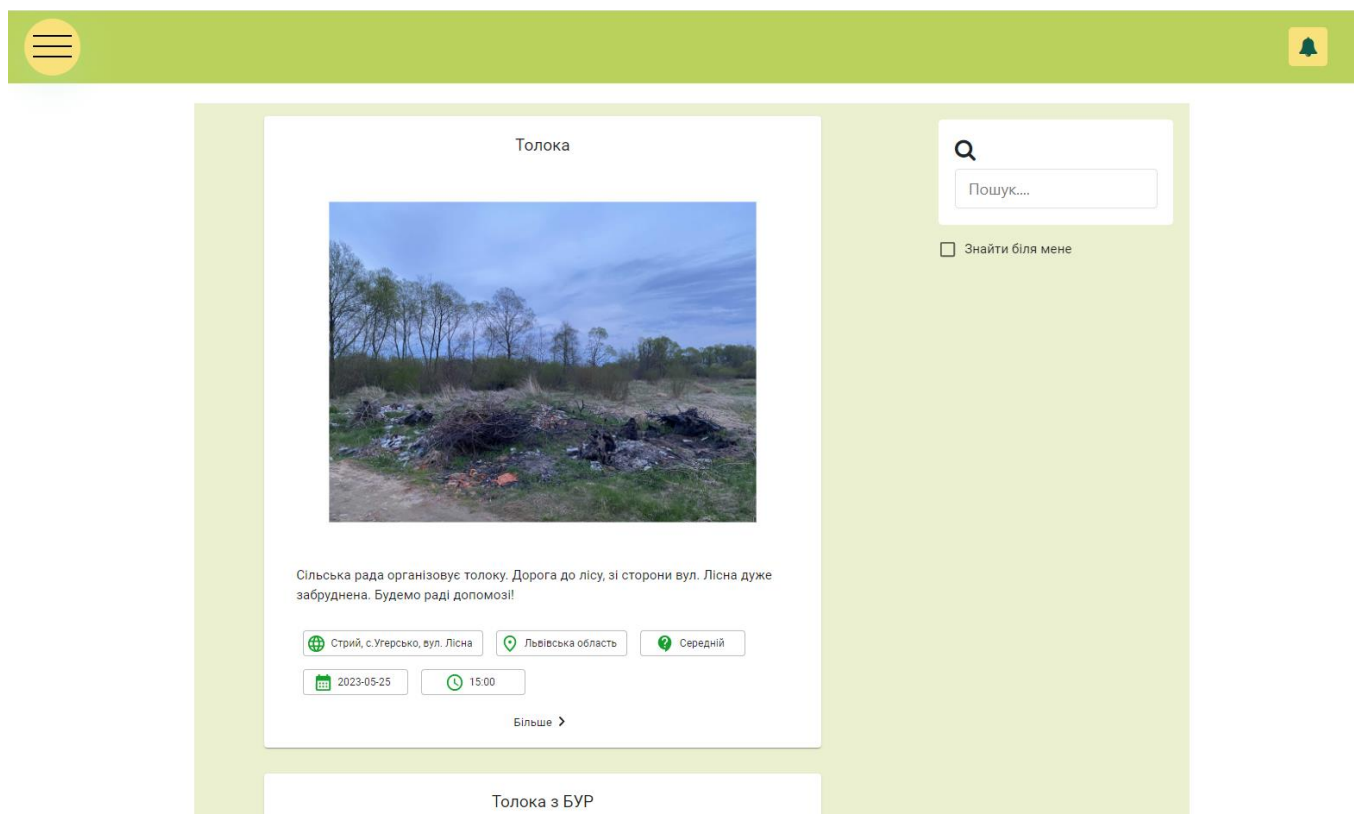 Толока
Пошук....
Знайти біля мене
Сільська рада організовує толоку. Дорога до лісу, зі сторони вул. Лісна дуже
забруднена. Будемо раді допомозі!
Стрий, с.Угерсько, вул. Лісна
Львівська область
Середній
2023-05-25
15:00
Більше
Толока з БУР